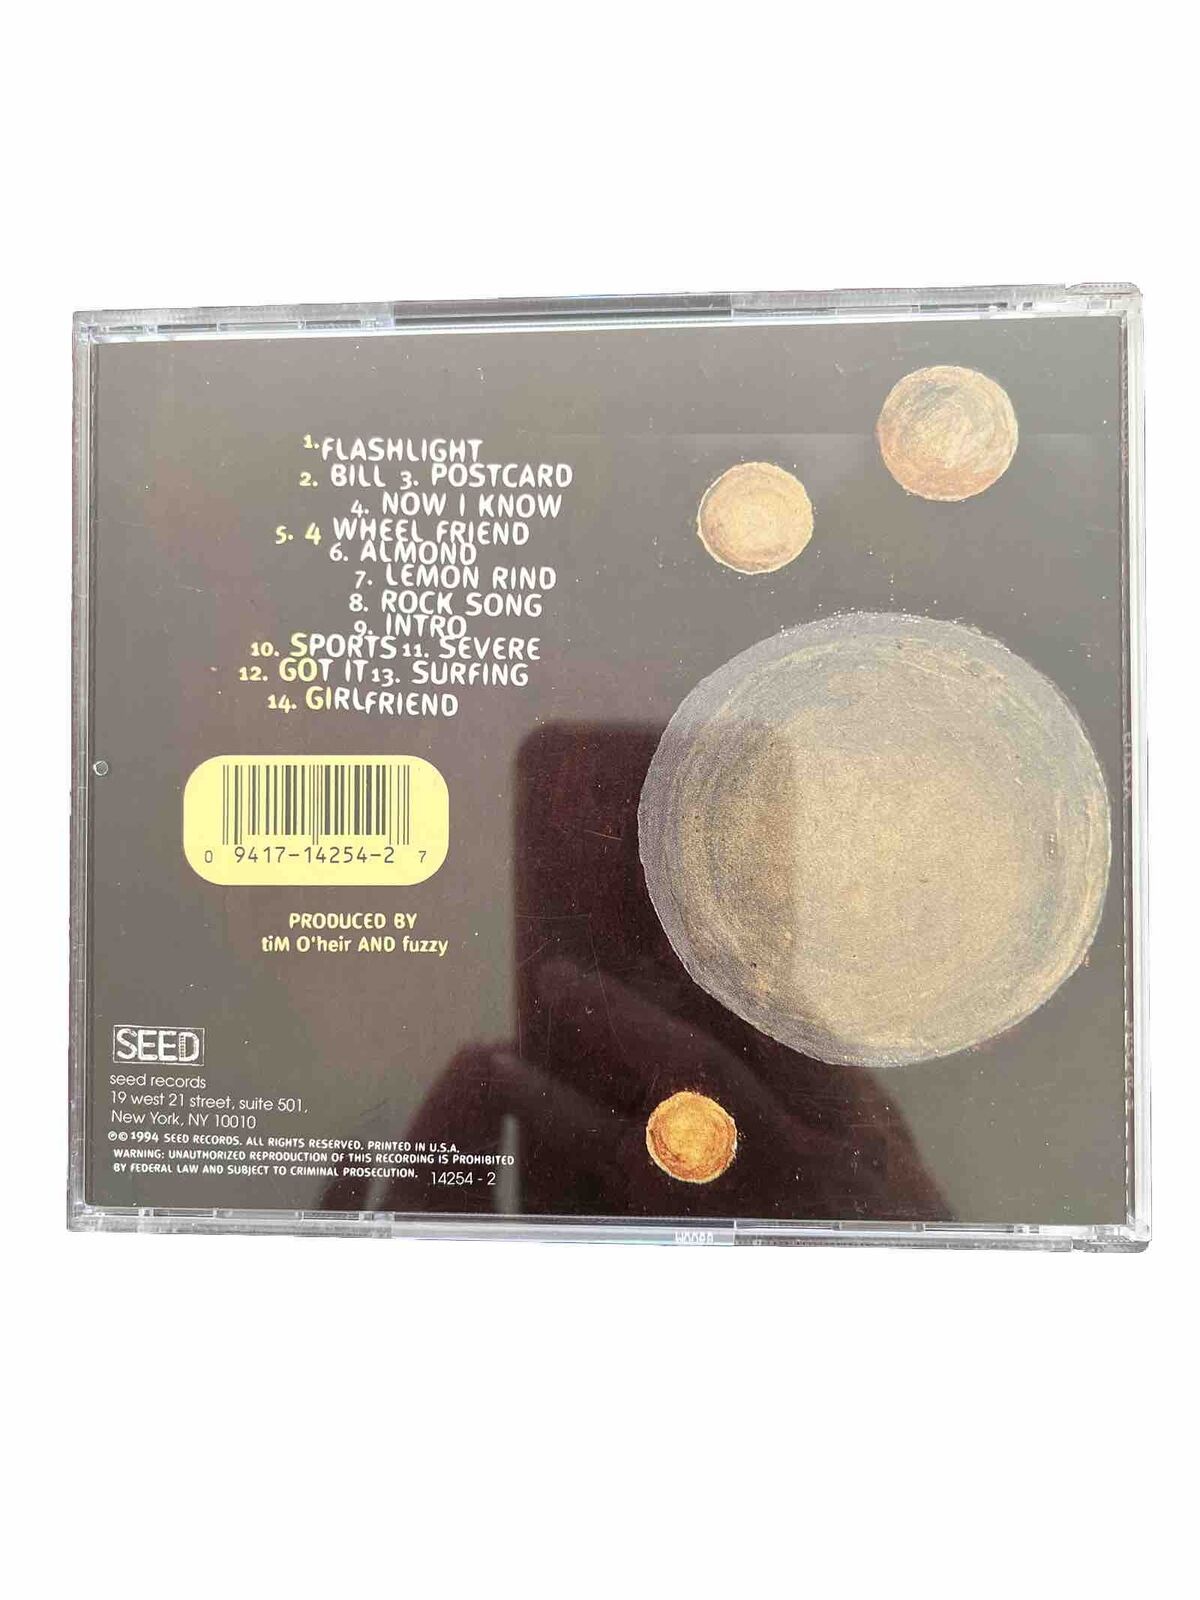 1. FLASHLIGHT
2. BILL 3. POSTCARD
4. NOW I KNOW
5. 4 WHEEL FRIEND
6. ALMOND
7. LEMON RIND
8. ROCK SONG
9. INTRO
10. SPORTS 11. SEVERE
12. GOT IT 13. SURFING
14. GIRLFRIEND
0 9417-14254-2 7
PRODUCED BY
tiM O'heir AND fuzzy
SEED
seed records
19 west 21 street, suite 501,
New York, NY 10010
℗© 1994 SEED RECORDS. ALL RIGHTS RESERVED. PRINTED IN U.S.A.
WARNING: UNAUTHORIZED REPRODUCTION OF THIS RECORDING IS PROHIBITED
BY FEDERAL LAW AND SUBJECT TO CRIMINAL PROSECUTION. 14254 - 2